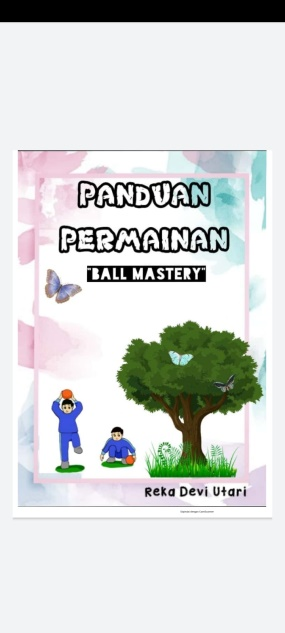 PANDUAN
PERMAINAN
"BALL MASTERY"
Reka Devi Utari